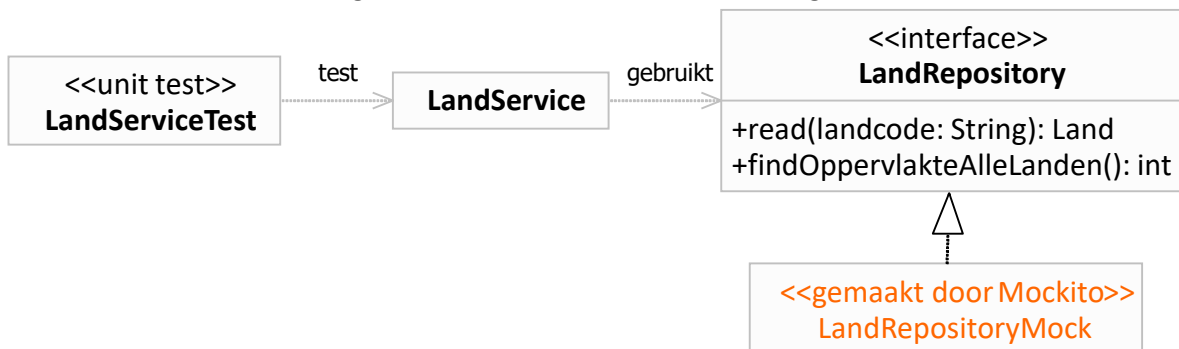 <<unit test>>
LandServiceTest
test
LandService
gebruikt
<<interface>>
LandRepository
+read(landcode: String): Land
+findOppervlakteAlleLanden(): int
<<gemaakt door Mockito>>
LandRepositoryMock